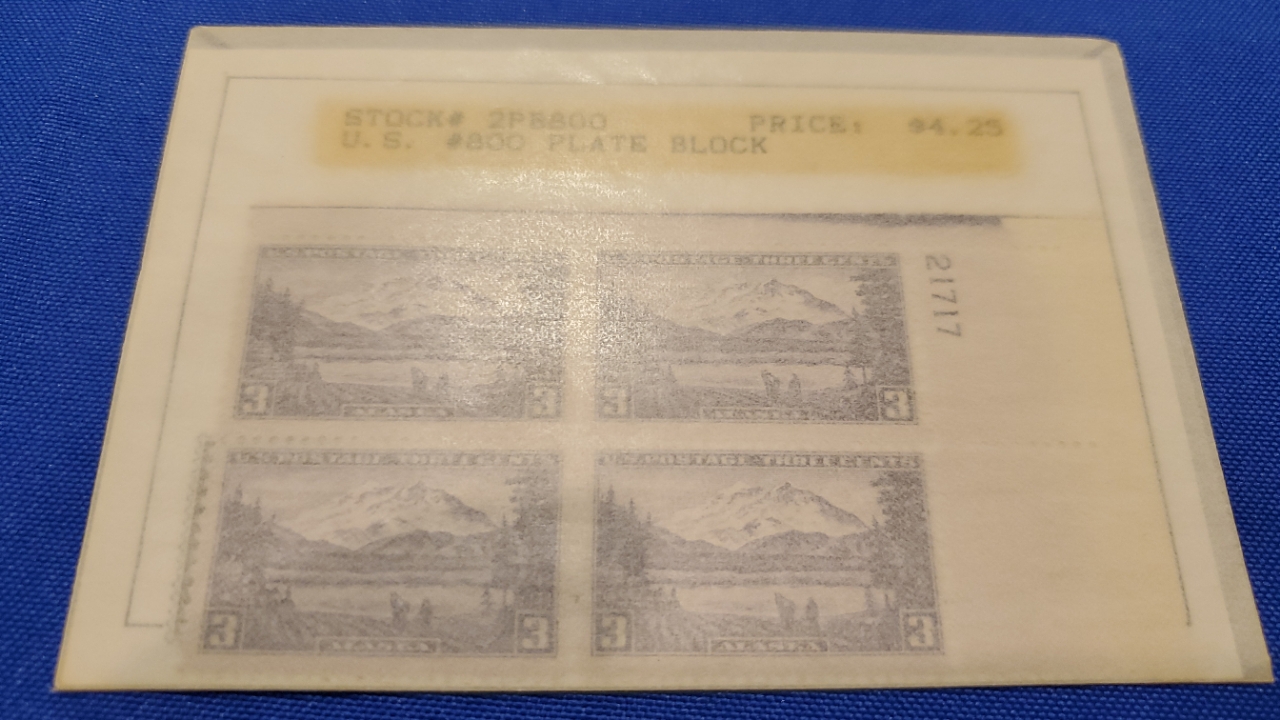 STOCK# 2PB800 PRICE: $4.25
U.S. #800 PLATE BLOCK
21717
U.S. POSTAGE THREE CENTS U.S. POSTAGE THREE CENTS
3 ALASKA 3 3 ALASKA 3
U.S. POSTAGE THREE CENTS U.S. POSTAGE THREE CENTS
3 ALASKA 3 3 ALASKA 3